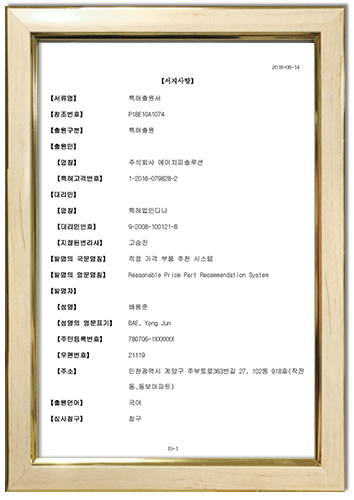 2018-06-14
【서지사항】
【서류명】 특허출원서
【참조번호】 P18E10A1074
【출원구분】 특허출원
【출원인】
【명칭】 주식회사 에이치피솔루션
【특허고객번호】 1-2016-079828-2
【대리인】
【명칭】 특허법인다나
【대리인번호】 9-2008-100121-8
【지정된변리사】 고승진
【발명의 국문명칭】 적정 가격 부품 추천 시스템
【발명의 영문명칭】 Reasonable Price Part Recommendation System
【발명자】
【성명】 배용준
【성명의 영문표기】 BAE, Yong Jun
【주민등록번호】 780706-1XXXXXX
【우편번호】 21119
【주소】 인천광역시 계양구 주부토로363번길 27, 102동 918호(작전
동,동보아파트)
【출원언어】 국어
【심사청구】 청구
15-1